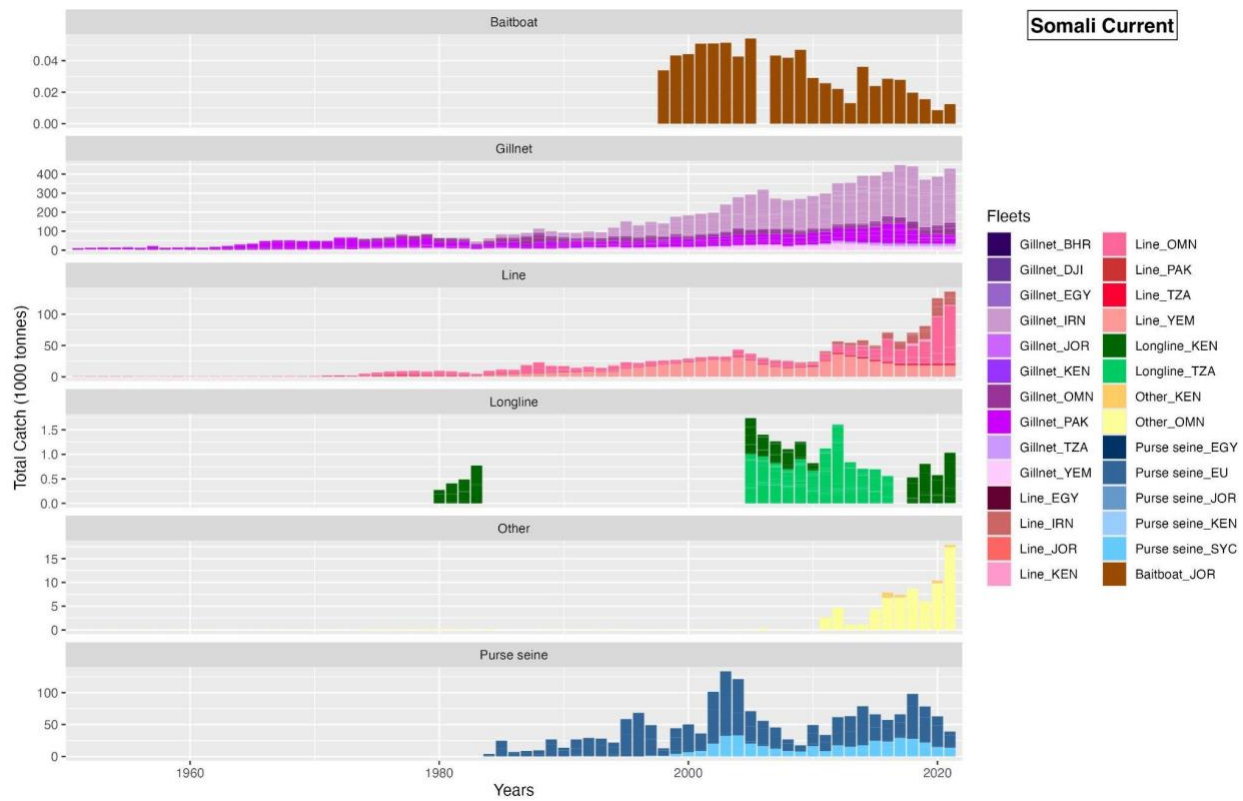 Somali Current
Baitboat
0.04
0.02
0.00
Gillnet
400
300
200
100
0
Line
100
50
0
Longline
1.5
1.0
0.5
0.0
Other
15
10
5
0
Purse seine
100
50
0
1960
1980
2000
2020
Years
Total Catch (1000 tonnes)
Fleets
Gillnet_BHR
Gillnet_DJI
Gillnet_EGY
Gillnet_IRN
Gillnet_JOR
Gillnet_KEN
Gillnet_OMN
Gillnet_PAK
Gillnet_TZA
Gillnet_YEM
Line_EGY
Line_IRN
Line_JOR
Line_KEN
Line_OMN
Line_PAK
Line_TZA
Line_YEM
Longline_KEN
Longline_TZA
Other_KEN
Other_OMN
Purse seine_EGY
Purse seine_EU
Purse seine_JOR
Purse seine_KEN
Purse seine_SYC
Baitboat_JOR